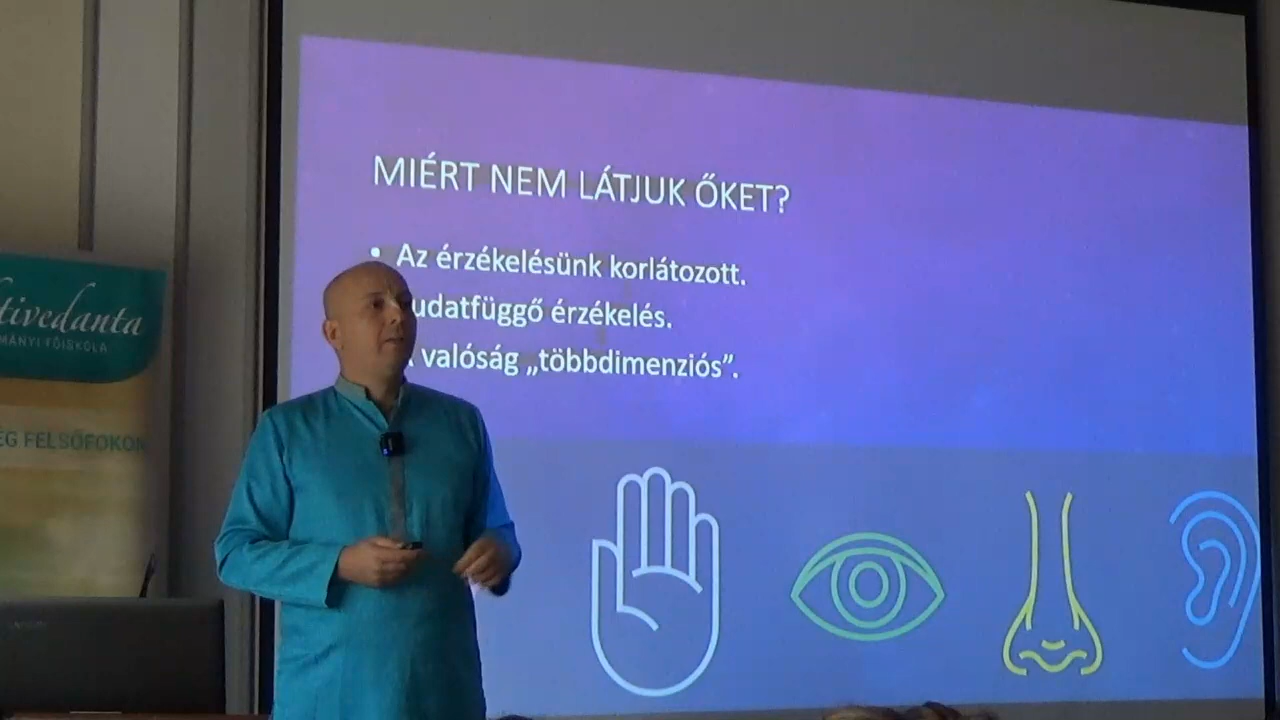 MIÉRT NEM LÁTJUK ŐKET?
• Az érzékelésünk korlátozott.
udatfüggő érzékelés.
valóság „többdimenziós”.
tivedanta
MÁNYI FŐISKOLA
ÉG FELSŐFOKON